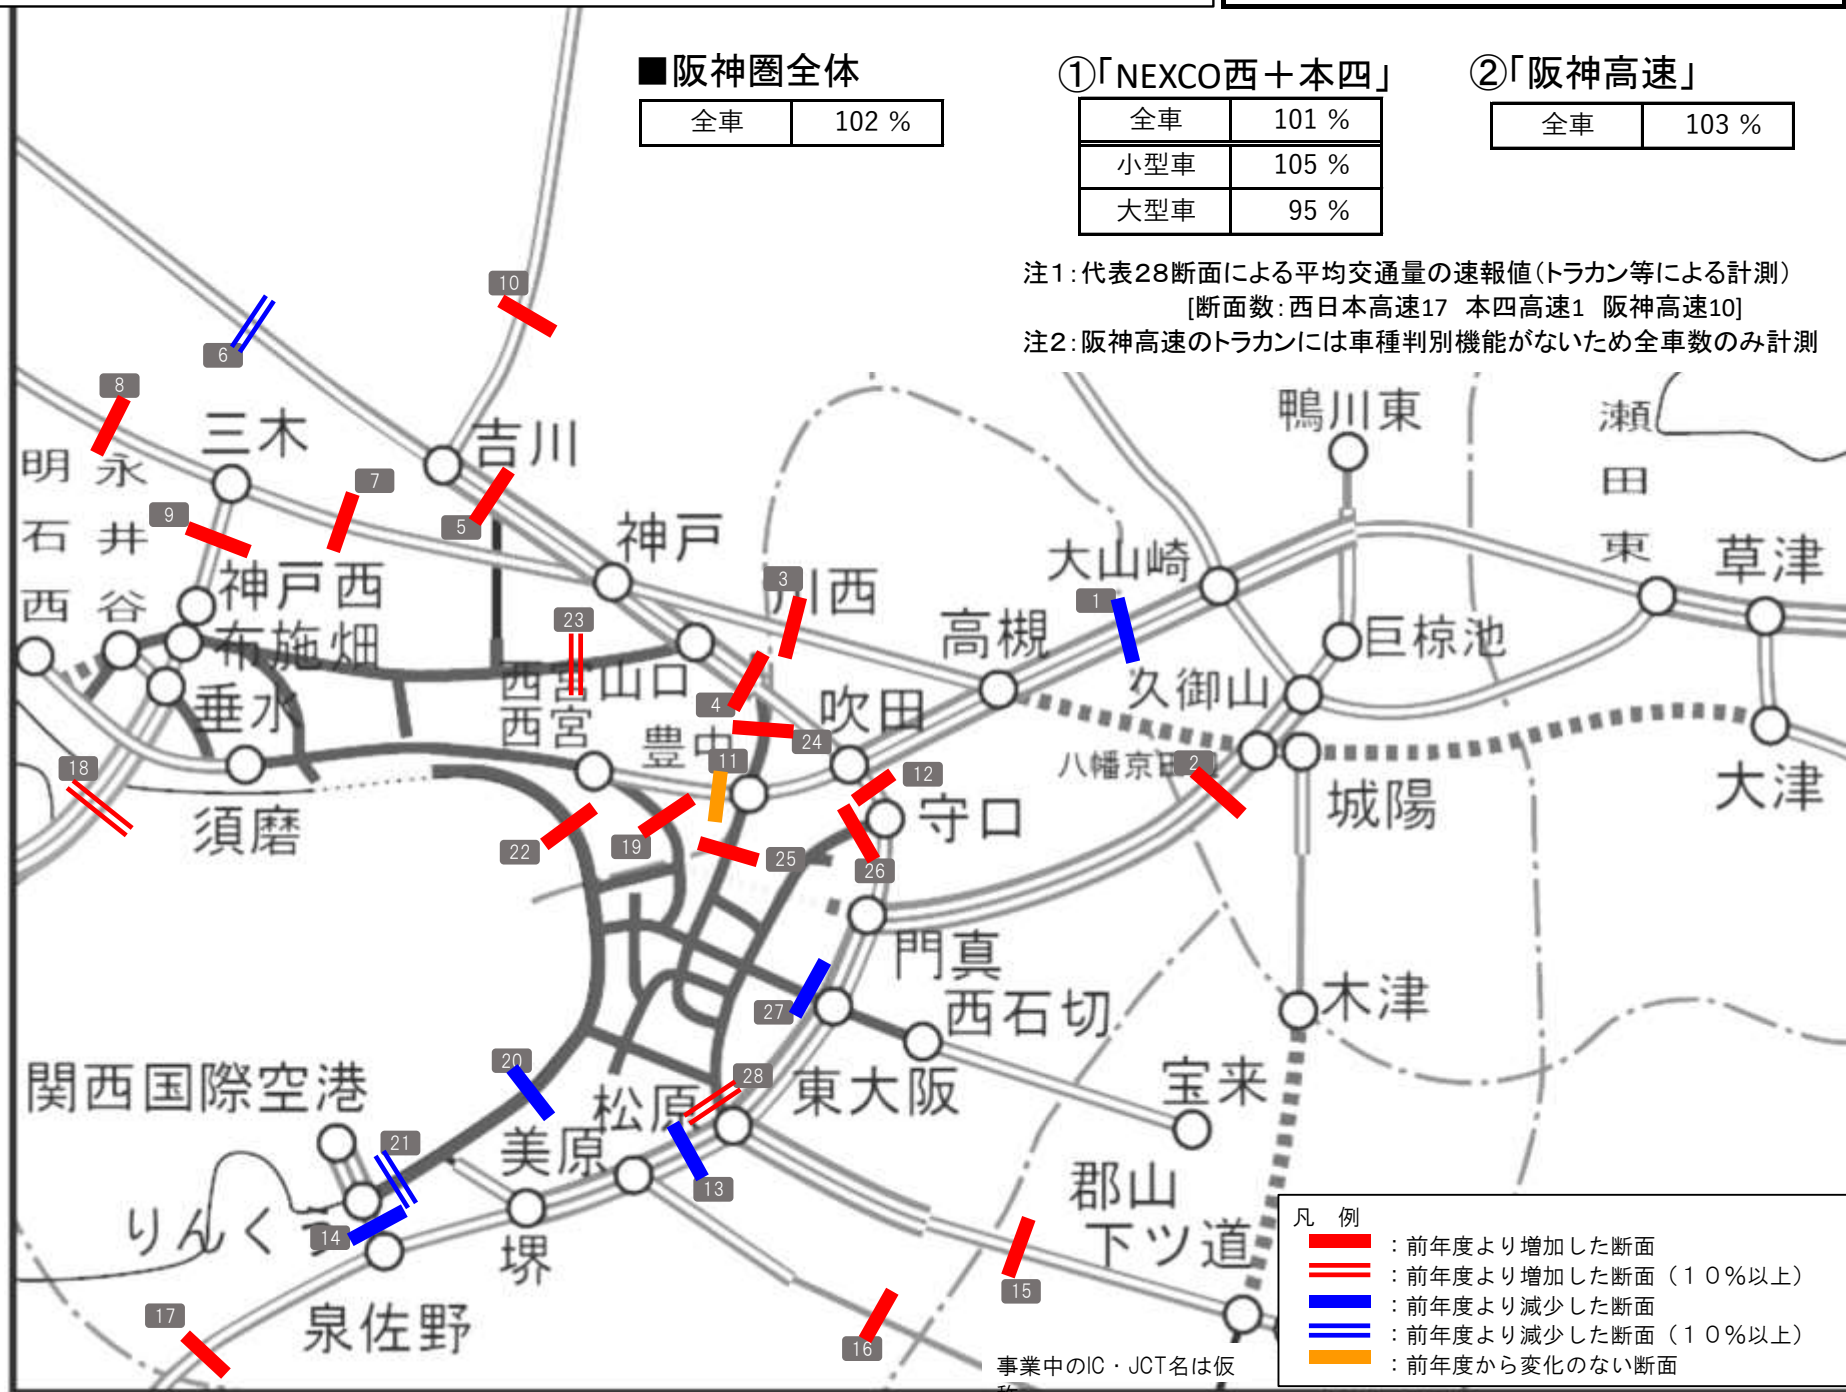 ■阪神圏全体
全車 102 %
①「NEXCO西＋本四」
全車 101 %
小型車 105 %
大型車 95 %
②「阪神高速」
全車 103 %
注1：代表28断面による平均交通量の速報値（トラカン等による計測）
[断面数：西日本高速17 本四高速1 阪神高速10]
注2：阪神高速のトラカンには車種判別機能がないため全車数のみ計測
10
6
8
三木
吉川
鴨川東
瀬田東
明石西
永井谷
7
9
5
神戸
大山崎
草津
神戸西
3
川西
1
高槻
布施畑
23
西宮山口
巨椋池
久御山
垂水
4
吹田
西宮
豊中
24
18
11
12
八幡京田
2
大津
須磨
守口
城陽
22
19
25
26
門真
27
西石切
木津
関西国際空港
20
松原
28
東大阪
宝来
21
美原
13
郡山
下ツ道
りんくう
14
堺
15
17
泉佐野
16
事業中のIC・JCT名は仮
凡 例
：前年度より増加した断面
：前年度より増加した断面（１０％以上）
：前年度より減少した断面
：前年度より減少した断面（１０％以上）
：前年度から変化のない断面